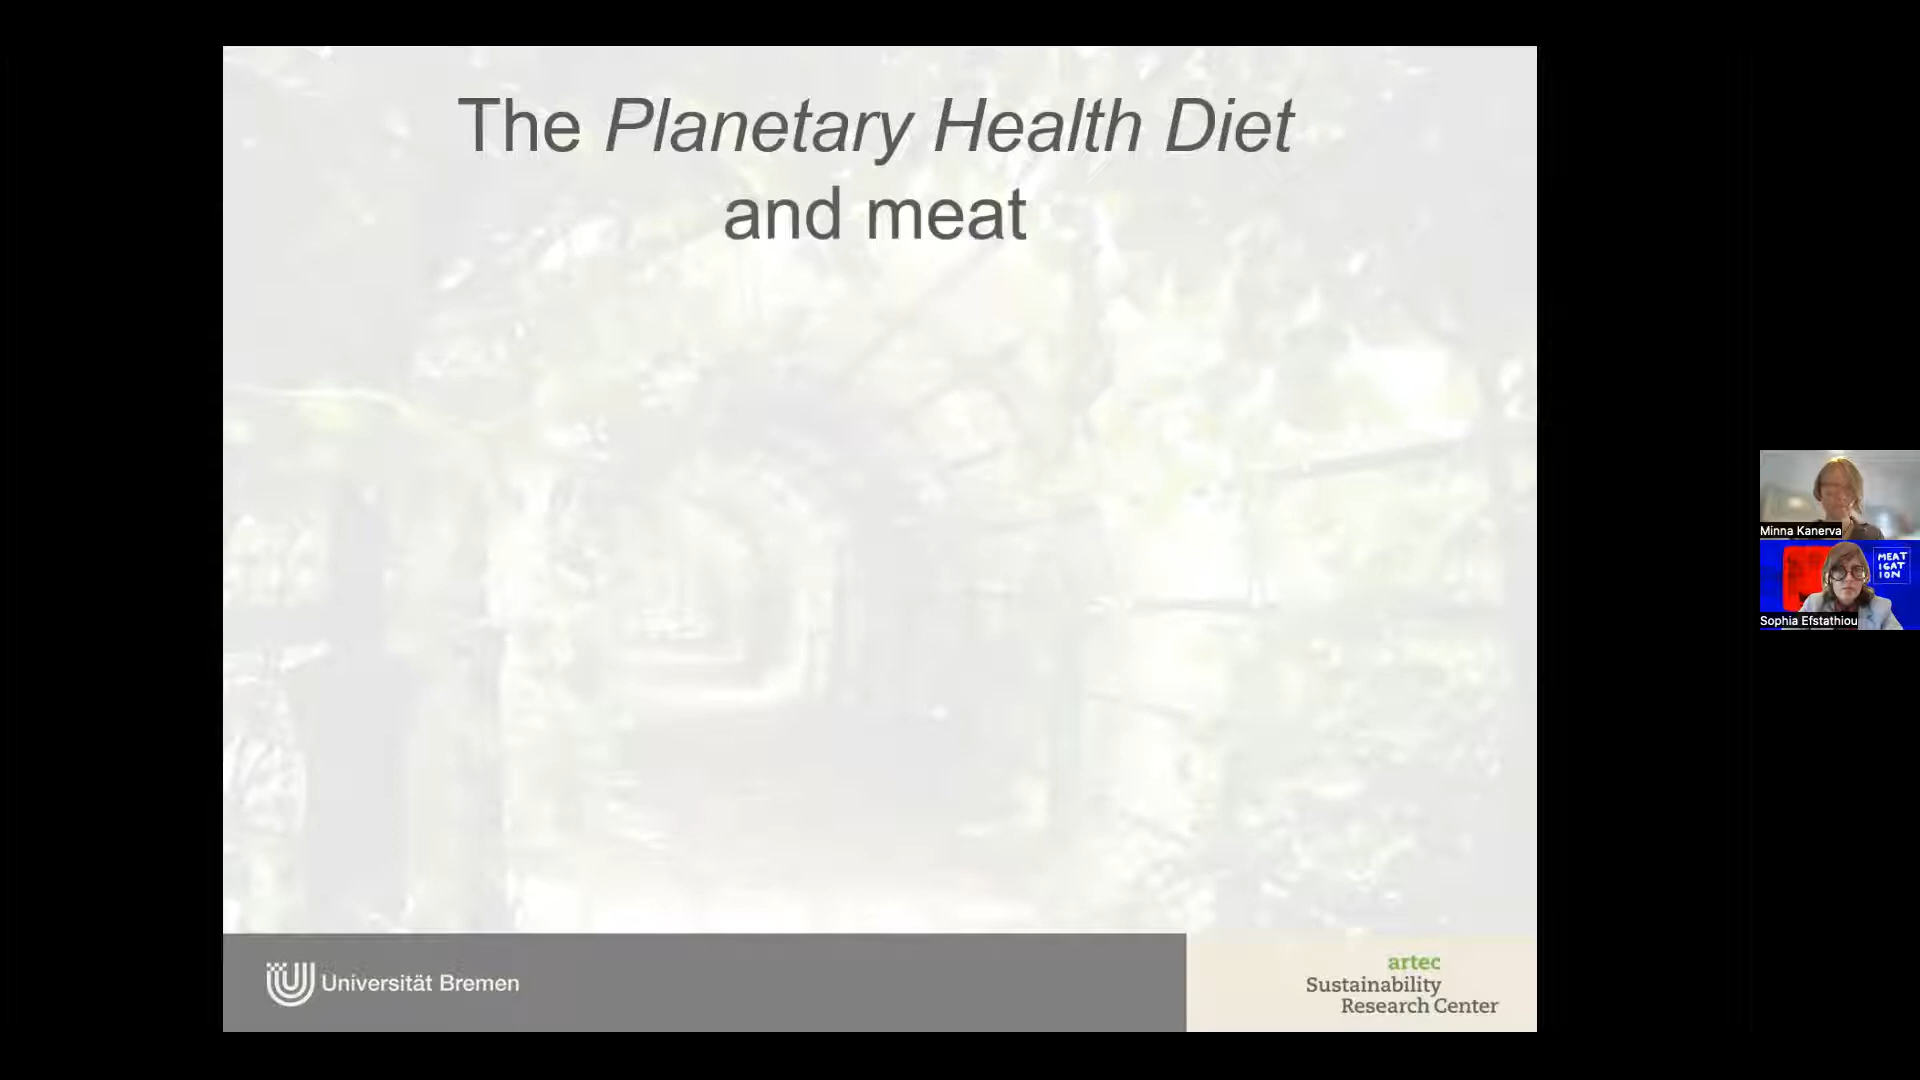 The Planetary Health Diet
and meat
Minna Kanerva
MEAT
IGAT
ION
Sophia Efstathiou
Universität Bremen
artec
Sustainability
Research Center